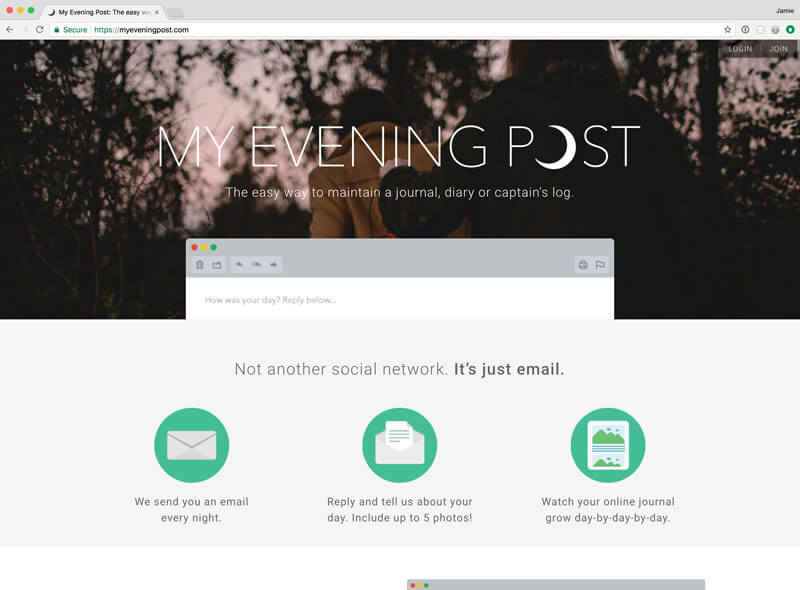 My Evening Post: The easy wa
Jamie
Secure
https://myeveningpost.com
LOGIN
JOIN
MY EVENING POST
The easy way to maintain a journal, diary or captain's log.
How was your day? Reply below...
Not another social network. It's just email.
We send you an email
every night.
Reply and tell us about your
day. Include up to 5 photos!
Watch your online journal
grow day-by-day-by-day.